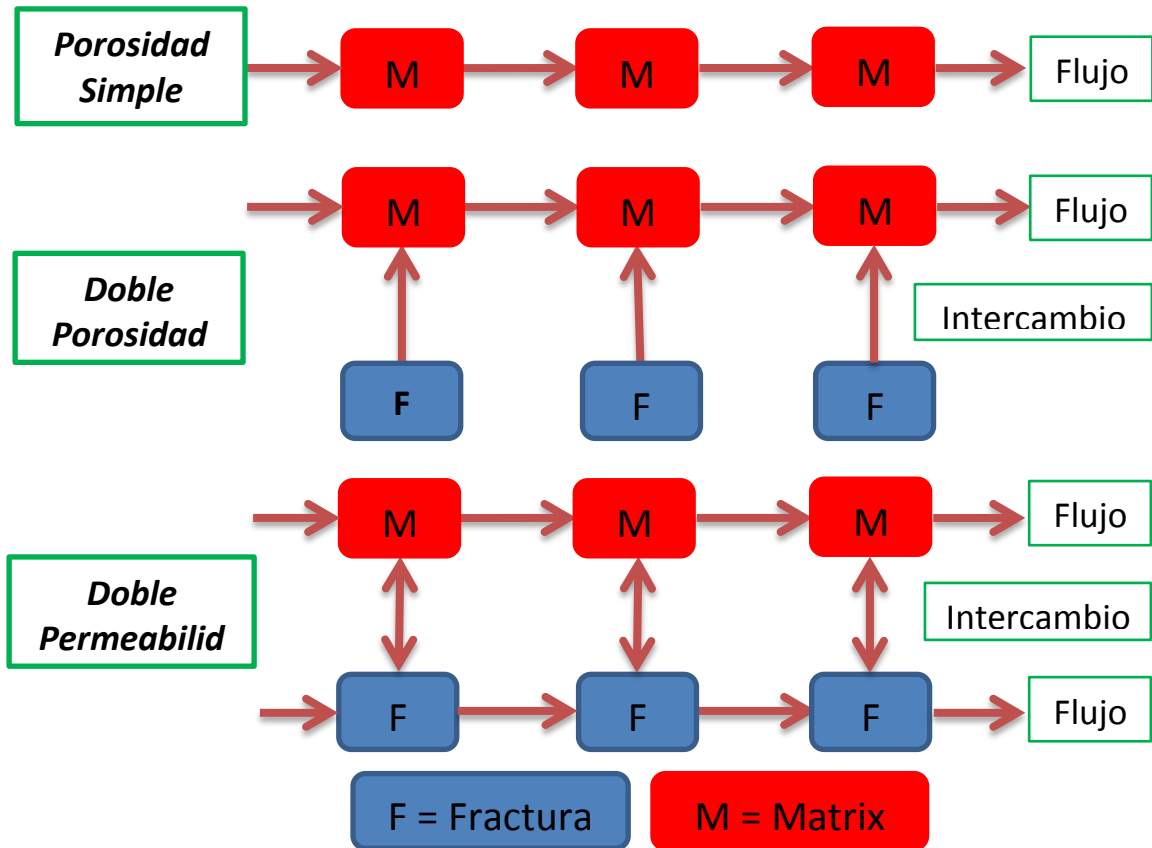 Porosidad
Simple
M
M
M
Flujo
M
M
M
Flujo
Doble
Porosidad
Intercambio
F
F
F
M
M
M
Flujo
Doble
Permeabilid
Intercambio
F
F
F
Flujo
F = Fractura
M = Matrix